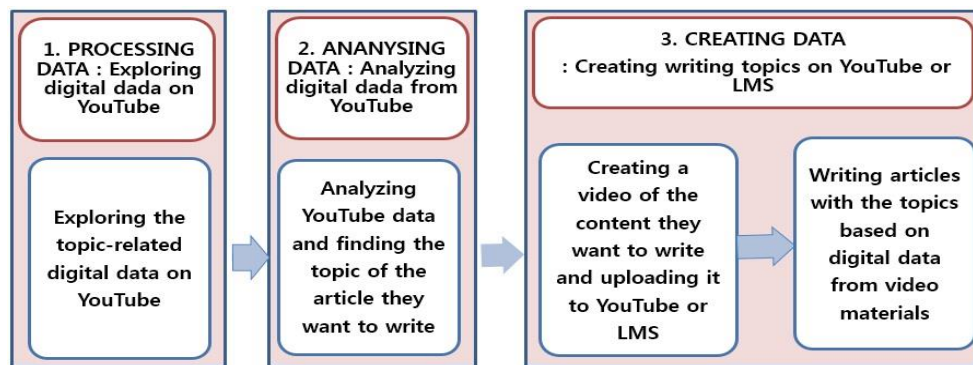 1. PROCESSING
DATA : Exploring
digital dada on
YouTube
Exploring the
topic-related
digital data on
YouTube
2. ANANYSING
DATA : Analyzing
digital dada from
YouTube
Analyzing
YouTube data
and finding the
topic of the
article they
want to write
3. CREATING DATA
: Creating writing topics on YouTube or
LMS
Creating a
video of the
content they
want to write
and uploading it
to YouTube or
LMS
Writing articles
with the topics
based on
digital data
from video
materials